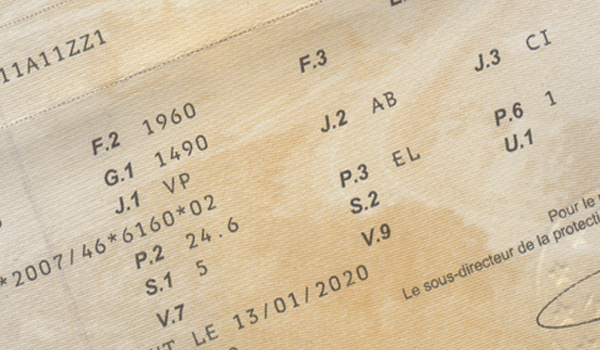 11A11ZZ1
F.2 1960 F.3
G.1 1490 J.2 AB J.3 CI
J.1 VP
*2007/46*6160*02 P.3 EL P.6 1
P.2 24.6 S.2 U.1
S.1 5 V.9
V.7
LE 13/01/2020
Pour le
Le sous-directeur de la protecti